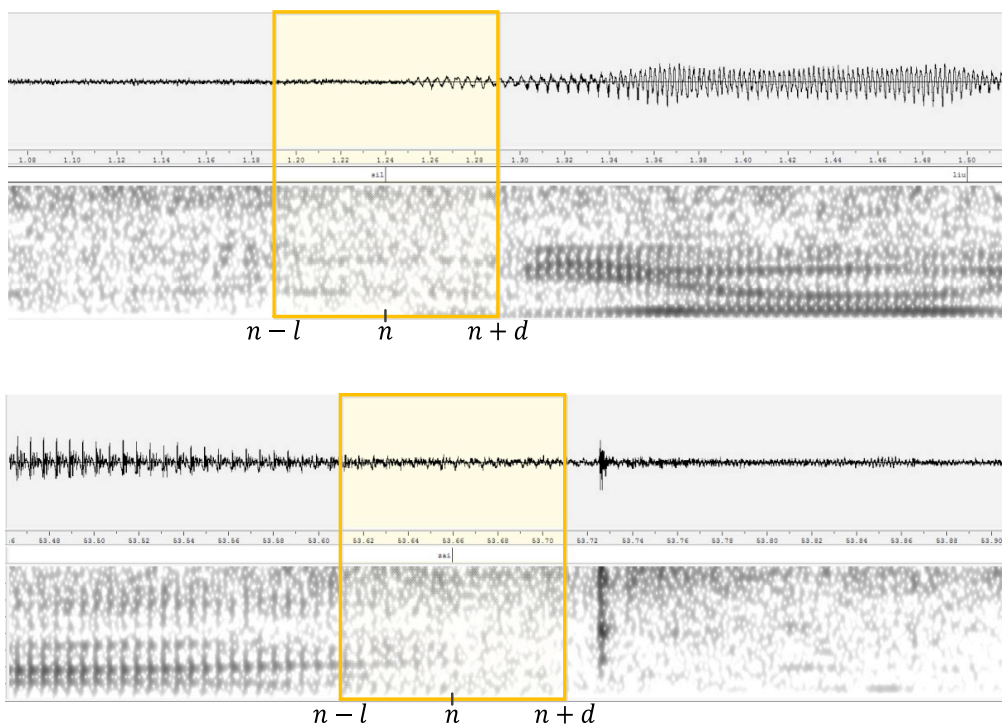 1.08 1.10 1.12 1.14 1.16 1.18 1.20 1.22 1.24 1.26 1.28 1.30 1.32 1.34 1.36 1.38 1.40 1.42 1.44 1.46 1.48 1.50
sil liu
n − l n n + d
53.48 53.50 53.52 53.54 53.56 53.58 53.60 53.62 53.64 53.66 53.68 53.70 53.72 53.74 53.76 53.78 53.80 53.82 53.84 53.86 53.88 53.90
n − l n n + d